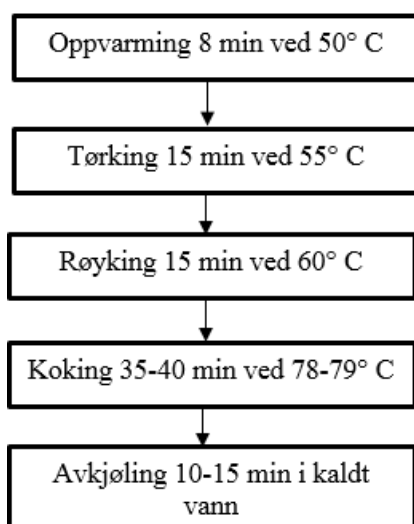 Oppvarming 8 min ved 50° C
Tørking 15 min ved 55° C
Røyking 15 min ved 60° C
Koking 35-40 min ved 78-79° C
Avkjøling 10-15 min i kaldt
vann